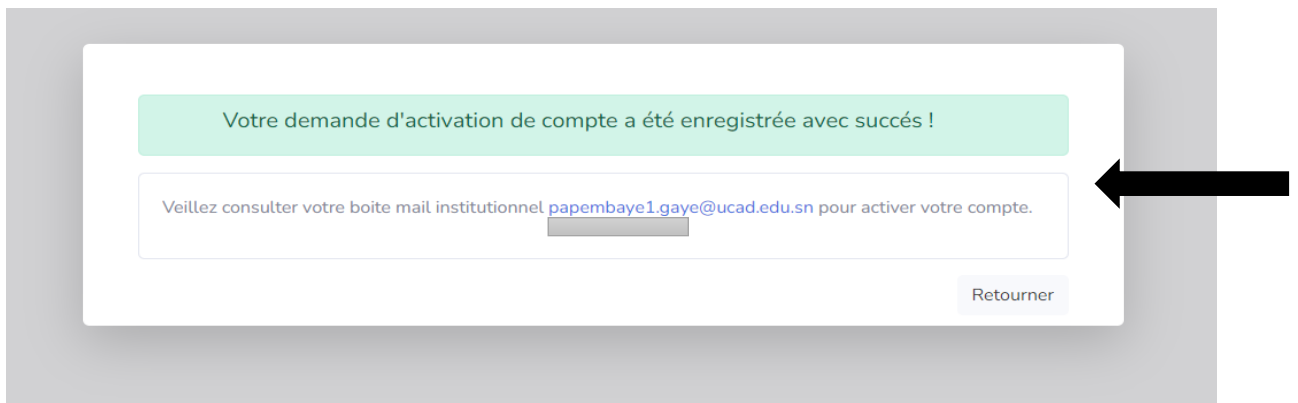 Votre demande d'activation de compte a été enregistrée avec succés !
Veillez consulter votre boite mail institutionnel papembaye1.gaye@ucad.edu.sn pour activer votre compte.
Retourner